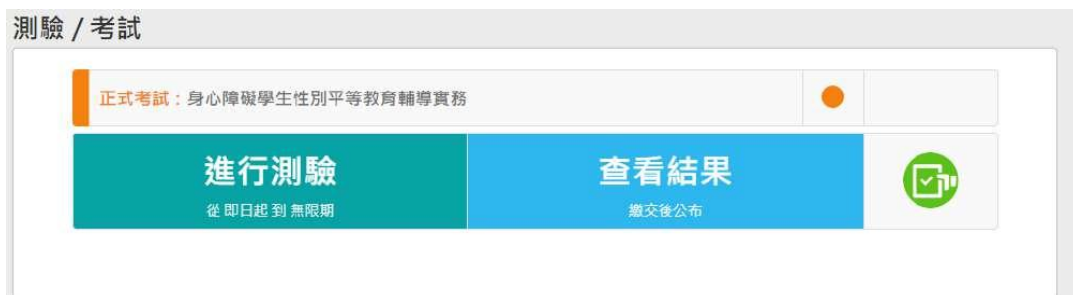 測驗 / 考試
正式考試：身心障礙學生性別平等教育輔導實務
進行測驗
從 即日起 到 無限期
查看結果
繳交後公布